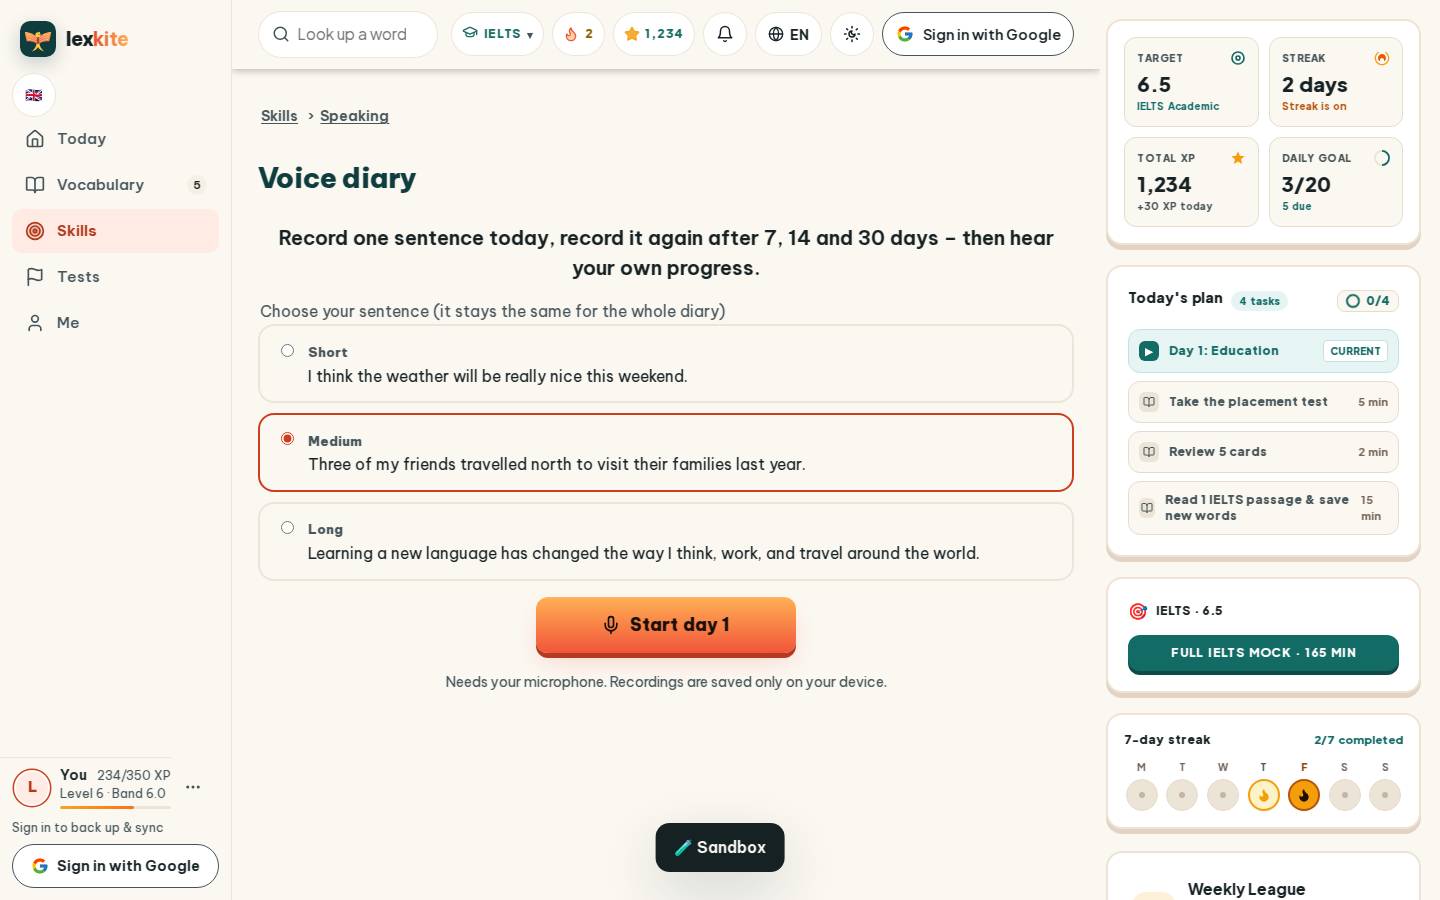 lexkite
Look up a word
IELTS
2
1,234
EN
Sign in with Google
Today
Vocabulary
5
Skills
Tests
Me
You
234/350 XP
Level 6 · Band 6.0
L
Sign in to back up & sync
Sign in with Google
Skills › Speaking
Voice diary
Record one sentence today, record it again after 7, 14 and 30 days – then hear
your own progress.
Choose your sentence (it stays the same for the whole diary)
Short
I think the weather will be really nice this weekend.
Medium
Three of my friends travelled north to visit their families last year.
Long
Learning a new language has changed the way I think, work, and travel around the world.
Start day 1
Needs your microphone. Recordings are saved only on your device.
Sandbox
TARGET
6.5
IELTS Academic
STREAK
2 days
Streak is on
TOTAL XP
1,234
+30 XP today
DAILY GOAL
3/20
5 due
Today's plan
4 tasks
0/4
Day 1: Education
CURRENT
Take the placement test
5 min
Review 5 cards
2 min
Read 1 IELTS passage & save
new words
15
min
IELTS · 6.5
FULL IELTS MOCK · 165 MIN
7-day streak
2/7 completed
M T W T F S S
Weekly League